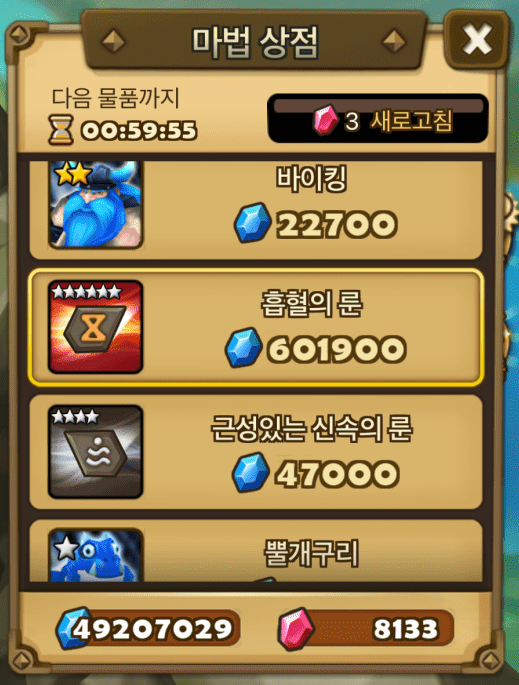 마법 상점
다음 물품까지
00:59:55
3 새로고침
바이킹
22700
흡혈의 룬
601900
근성있는 신속의 룬
47000
뿔개구리
49207029
8133